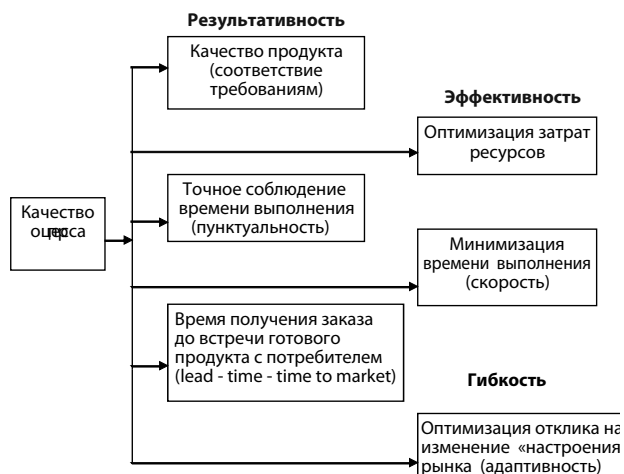 Результативность
Качество продукта
(соответствие
требованиям)
Эффективность
Оптимизация затрат
ресурсов
Точное соблюдение
времени выполнения
(пунктуальность)
Качество
Минимизация
времени выполнения
(скорость)
Время получения заказа
до встречи готового
продукта с потребителем
(lead - time - time to market)
Гибкость
Оптимизация отклика на
изменение «настроения
рынка (адаптивность)